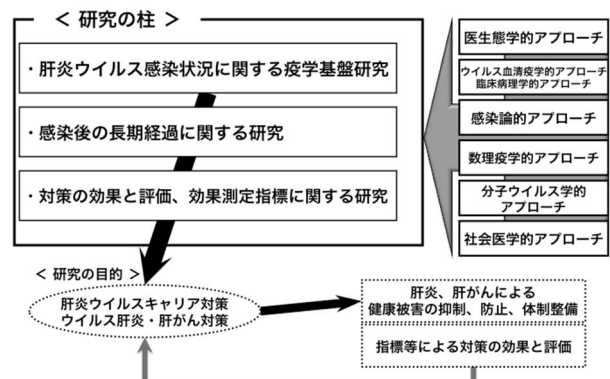 ＜ 研究の柱 ＞
・肝炎ウイルス感染状況に関する疫学基盤研究
・感染後の長期経過に関する研究
・対策の効果と評価、効果測定指標に関する研究
医生態学的アプローチ
ウイルス血清疫学的アプローチ
臨床病理学的アプローチ
感染論的アプローチ
数理疫学的アプローチ
分子ウイルス学的
アプローチ
社会医学的アプローチ
＜ 研究の目的 ＞
肝炎ウイルスキャリア対策
ウイルス肝炎・肝がん対策
肝炎、肝がんによる
健康被害の抑制、防止、体制整備
指標等による対策の効果と評価